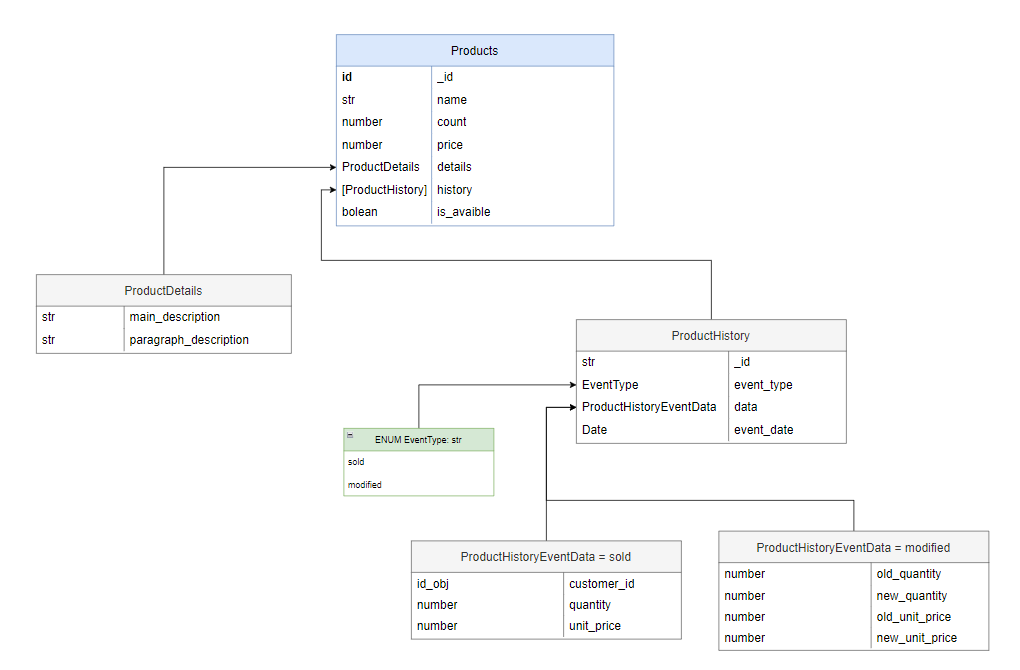 Products
id _id
str name
number count
number price
ProductDetails details
[ProductHistory] history
bolean is_avaible
ProductDetails
str main_description
str paragraph_description
ProductHistory
str _id
EventType event_type
ProductHistoryEventData data
Date event_date
ENUM EventType: str
sold
modified
ProductHistoryEventData = sold
id_obj customer_id
number quantity
number unit_price
ProductHistoryEventData = modified
number old_quantity
number new_quantity
number old_unit_price
number new_unit_price